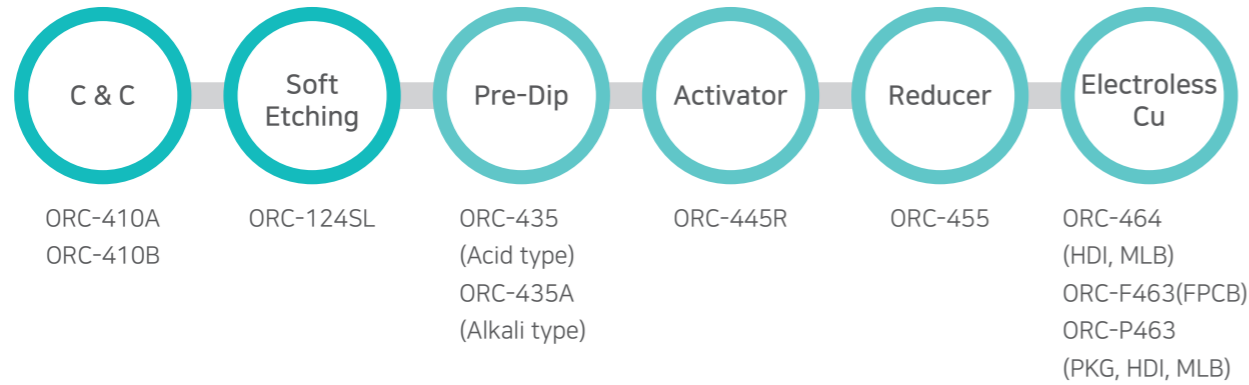 C & C
Soft
Etching
Pre-Dip
Activator
Reducer
Electroless
Cu
ORC-410A
ORC-410B
ORC-124SL
ORC-435
(Acid type)
ORC-435A
(Alkali type)
ORC-445R
ORC-455
ORC-464
(HDI, MLB)
ORC-F463(FPCB)
ORC-P463
(PKG, HDI, MLB)